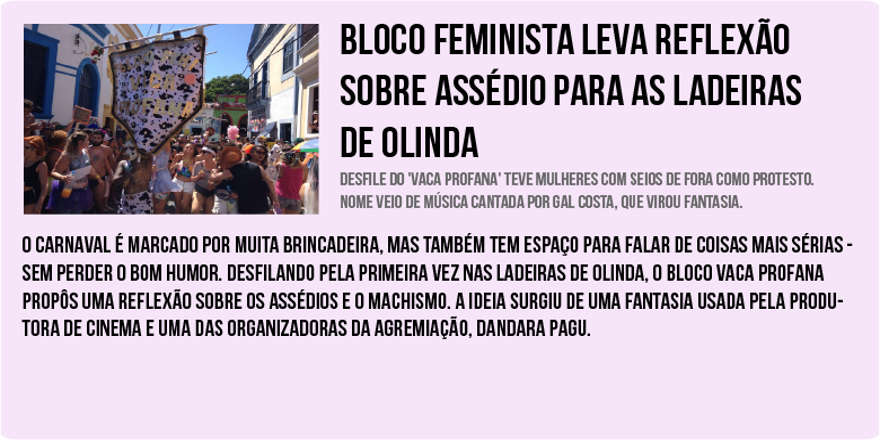 BLOCO FEMINISTA LEVA REFLEXÃO
SOBRE ASSÉDIO PARA AS LADEIRAS
DE OLINDA
DESFILE DO 'VACA PROFANA' TEVE MULHERES COM SEIOS DE FORA COMO PROTESTO.
NOME VEIO DE MÚSICA CANTADA POR GAL COSTA, QUE VIROU FANTASIA.
O CARNAVAL É MARCADO POR MUITA BRINCADEIRA, MAS TAMBÉM TEM ESPAÇO PARA FALAR DE COISAS MAIS SÉRIAS -
SEM PERDER O BOM HUMOR. DESFILANDO PELA PRIMEIRA VEZ NAS LADEIRAS DE OLINDA, O BLOCO VACA PROFANA
PROPÔS UMA REFLEXÃO SOBRE OS ASSÉDIOS E O MACHISMO. A IDEIA SURGIU DE UMA FANTASIA USADA PELA PRODU-
TORA DE CINEMA E UMA DAS ORGANIZADORAS DA AGREMIAÇÃO, DANDARA PAGU.